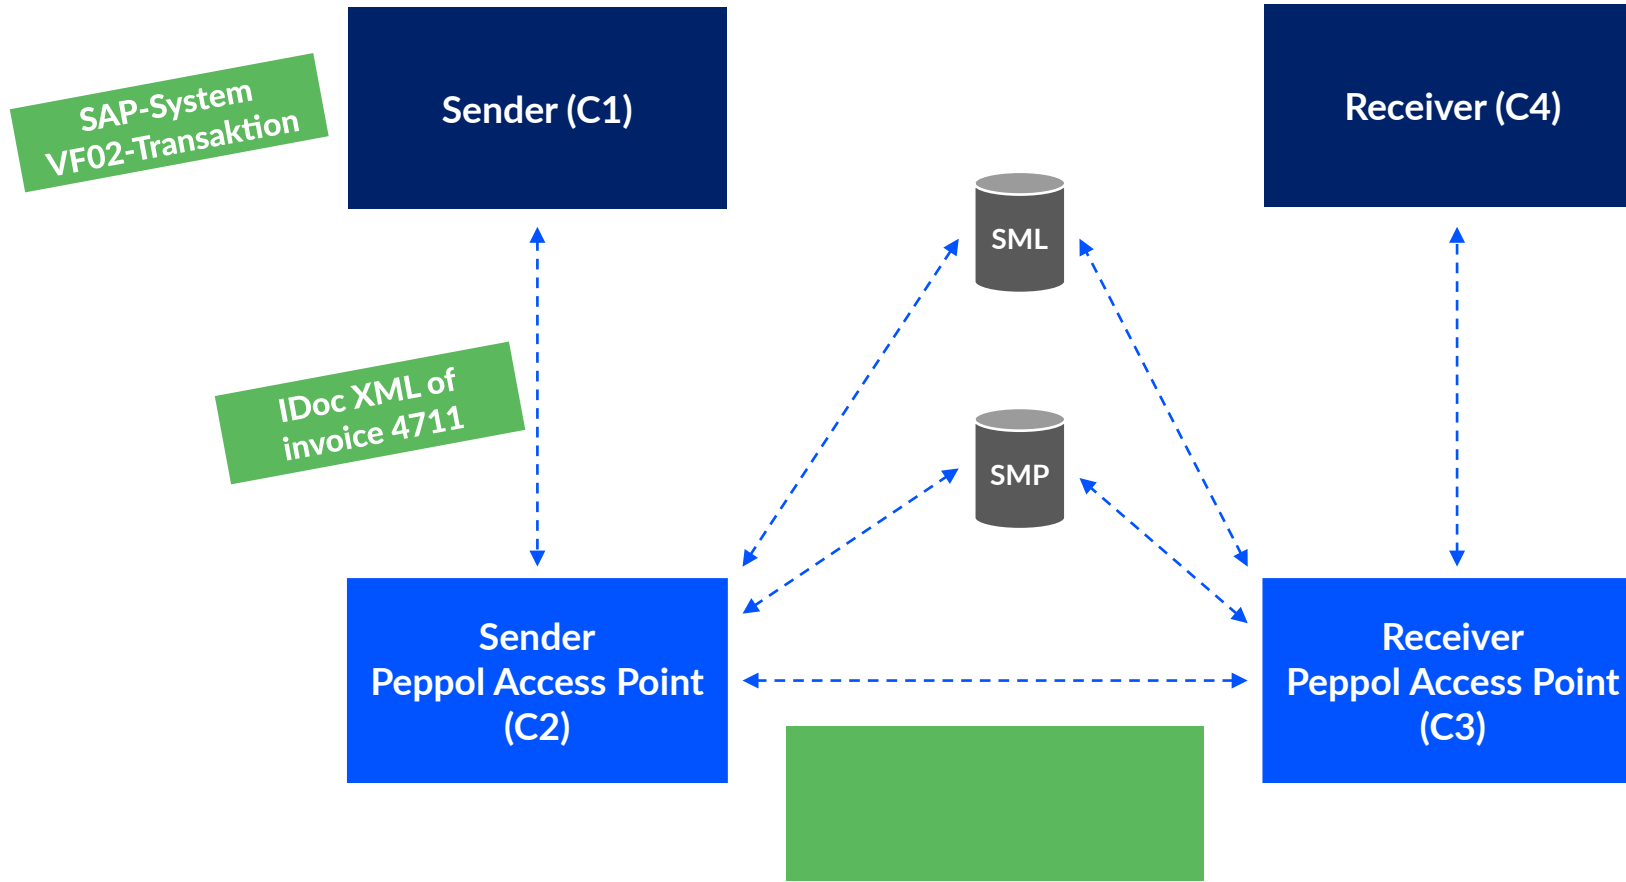 SAP-System
VF02-Transaktion
Sender (C1)
Receiver (C4)
SML
IDoc XML of
invoice 4711
SMP
Sender
Peppol Access Point
(C2)
Receiver
Peppol Access Point
(C3)